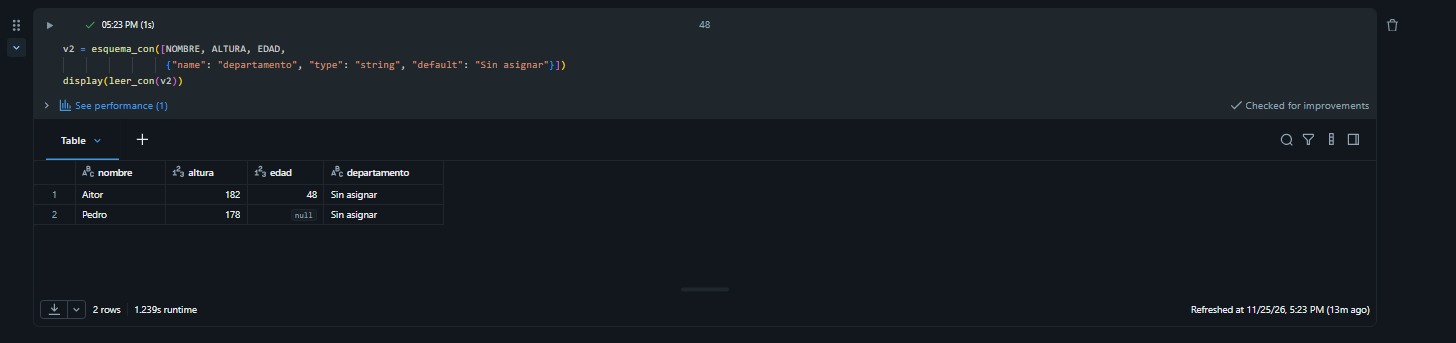 05:23 PM (1s)
48
v2 = esquema_con([NOMBRE, ALTURA, EDAD,
{"name": "departamento", "type": "string", "default": "Sin asignar"}])
display(leer_con(v2))
See performance (1)
Checked for improvements
Table
nombre altura edad departamento
1 Aitor 182 48 Sin asignar
2 Pedro 178 null Sin asignar
2 rows 1.239s runtime
Refreshed at 11/25/26, 5:23 PM (13m ago)